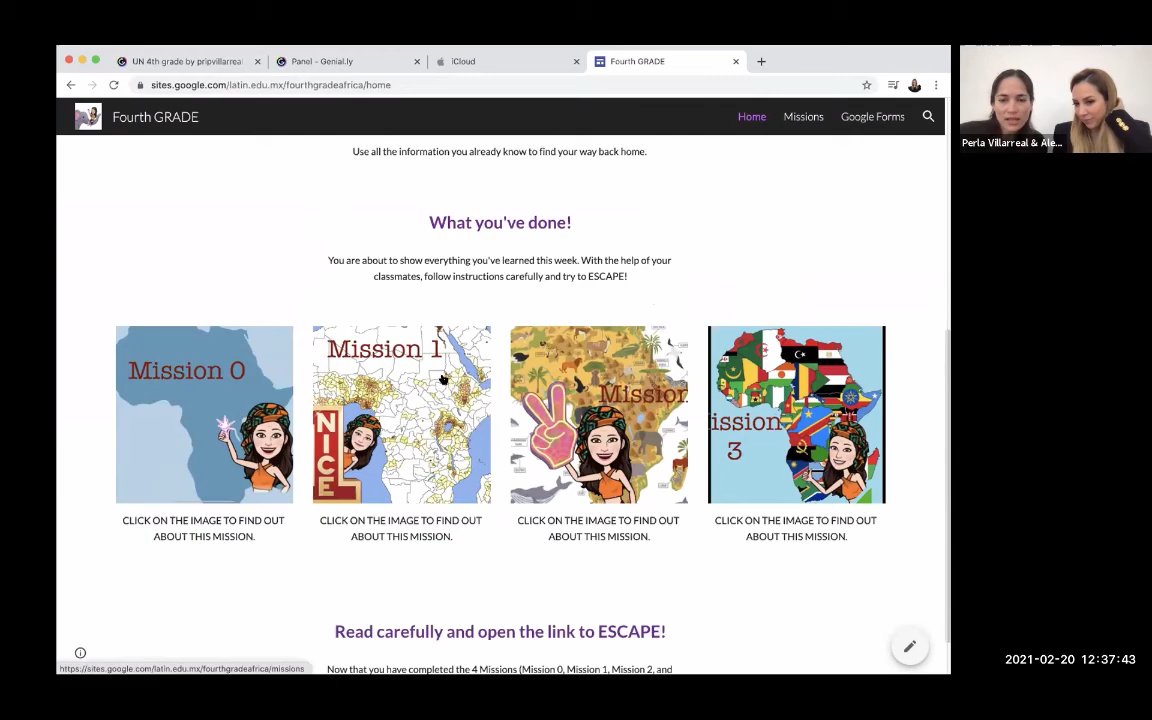 UN 4th grade by pripvillarreal
Panel - Genial.ly
iCloud
Fourth GRADE
sites.google.com/latin.edu.mx/fourthgradeafrica/home
Fourth GRADE
Home
Missions
Google Forms
Perla Villarreal & Ale...
Use all the information you already know to find your way back home.
What you've done!
You are about to show everything you've learned this week. With the help of your
classmates, follow instructions carefully and try to ESCAPE!
Mission 0
Mission 1
NICE
Mission
ission
3
CLICK ON THE IMAGE TO FIND OUT
ABOUT THIS MISSION.
CLICK ON THE IMAGE TO FIND OUT
ABOUT THIS MISSION.
CLICK ON THE IMAGE TO FIND OUT
ABOUT THIS MISSION.
CLICK ON THE IMAGE TO FIND OUT
ABOUT THIS MISSION.
Read carefully and open the link to ESCAPE!
Now that you have completed the 4 Missions (Mission 0, Mission 1, Mission 2, and
https://sites.google.com/latin.edu.mx/fourthgradeafrica/missions
2021-02-20 12:37:43